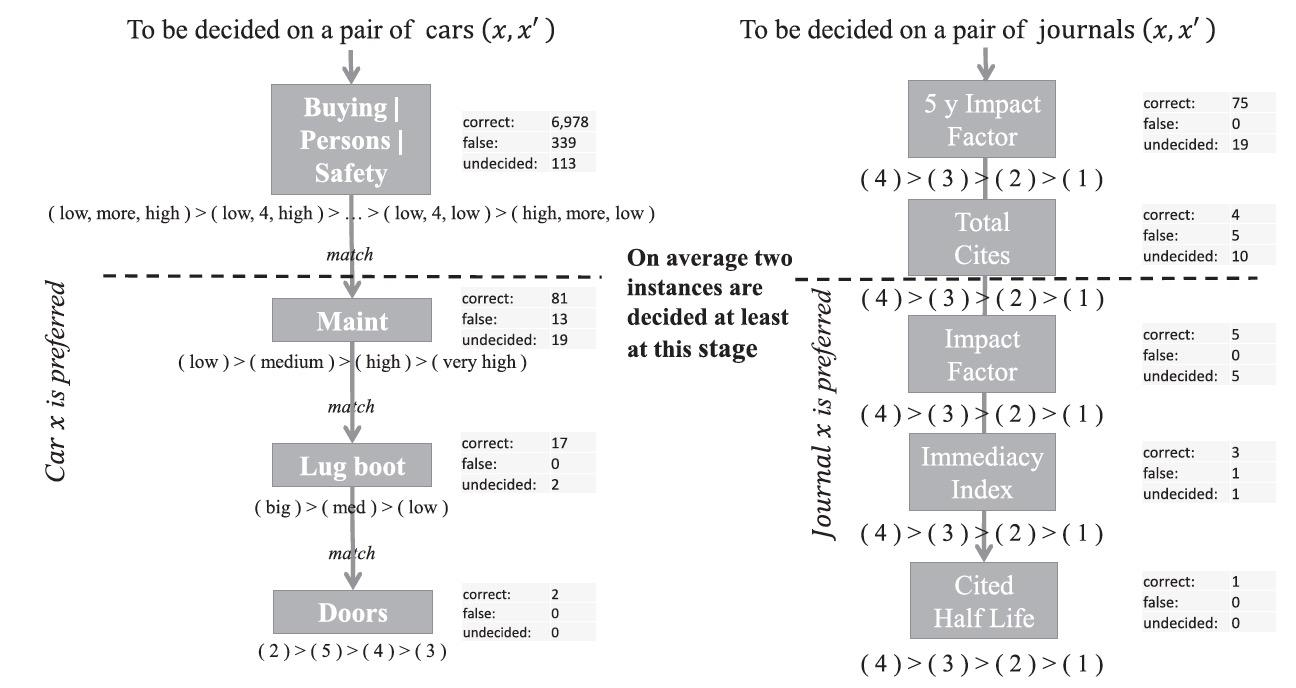 To be decided on a pair of cars (x, x′ )
Buying |
Persons |
Safety
correct: 6,978
false: 339
undecided: 113
( low, more, high ) > ( low, 4, high ) > … > ( low, 4, low ) > ( high, more, low )
match
Car x is preferred
Maint
correct: 81
false: 13
undecided: 19
( low ) > ( medium ) > ( high ) > ( very high )
match
Lug boot
correct: 17
false: 0
undecided: 2
( big ) > ( med ) > ( low )
match
Doors
correct: 2
false: 0
undecided: 0
( 2 ) > ( 5 ) > ( 4 ) > ( 3 )
On average two
instances are
decided at least
at this stage
To be decided on a pair of journals (x, x′ )
5 y Impact
Factor
correct: 75
false: 0
undecided: 19
( 4 ) > ( 3 ) > ( 2 ) > ( 1 )
Total
Cites
correct: 4
false: 5
undecided: 10
( 4 ) > ( 3 ) > ( 2 ) > ( 1 )
Journal x is preferred
Impact
Factor
correct: 5
false: 0
undecided: 5
( 4 ) > ( 3 ) > ( 2 ) > ( 1 )
Immediacy
Index
correct: 3
false: 1
undecided: 1
( 4 ) > ( 3 ) > ( 2 ) > ( 1 )
Cited
Half Life
correct: 1
false: 0
undecided: 0
( 4 ) > ( 3 ) > ( 2 ) > ( 1 )